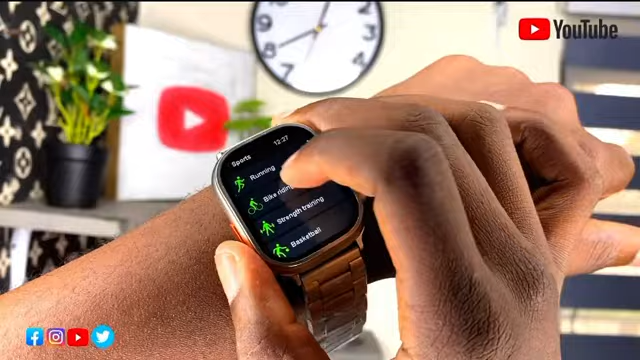 YouTube
12:27
Sports
Running
Bike riding
Strength training
Basketball